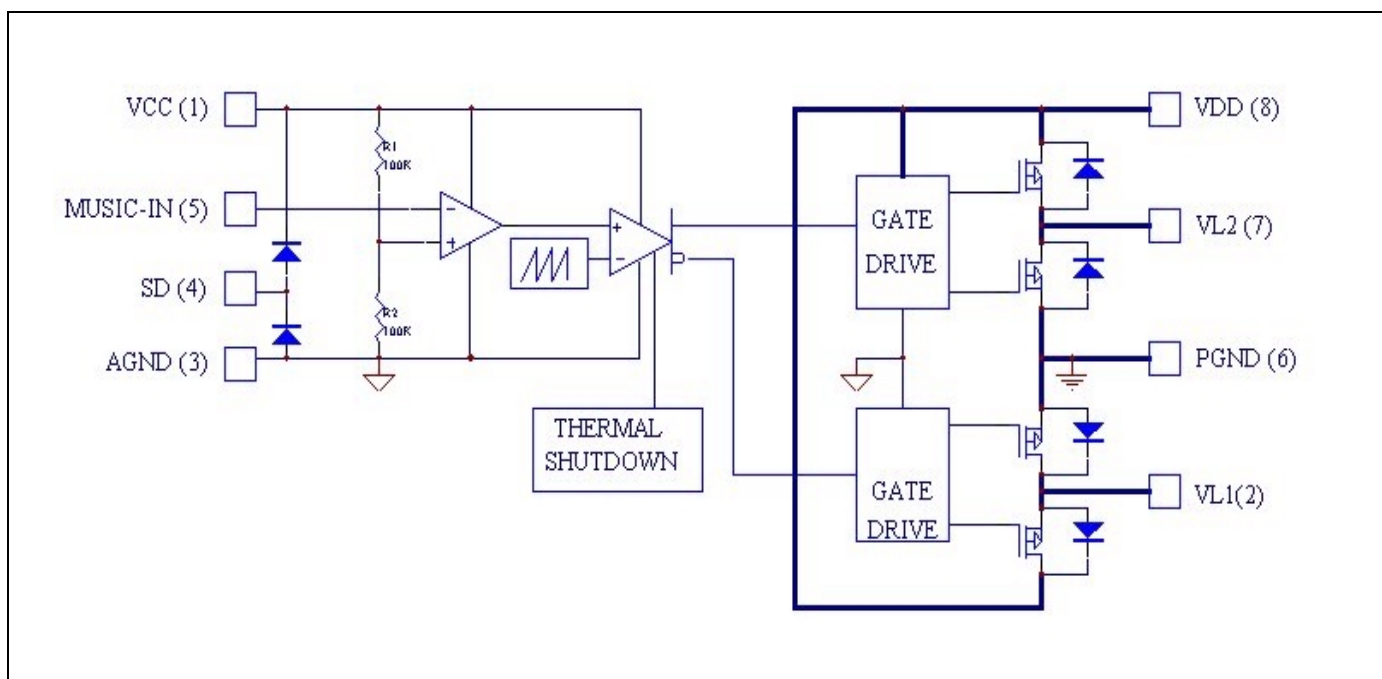 VCC (1)
MUSIC-IN (5)
SD (4)
AGND (3)
R1
100K
R2
100K
-
+
+
-
THERMAL
SHUTDOWN
GATE
DRIVE
GATE
DRIVE
VDD (8)
VL2 (7)
PGND (6)
VL1(2)